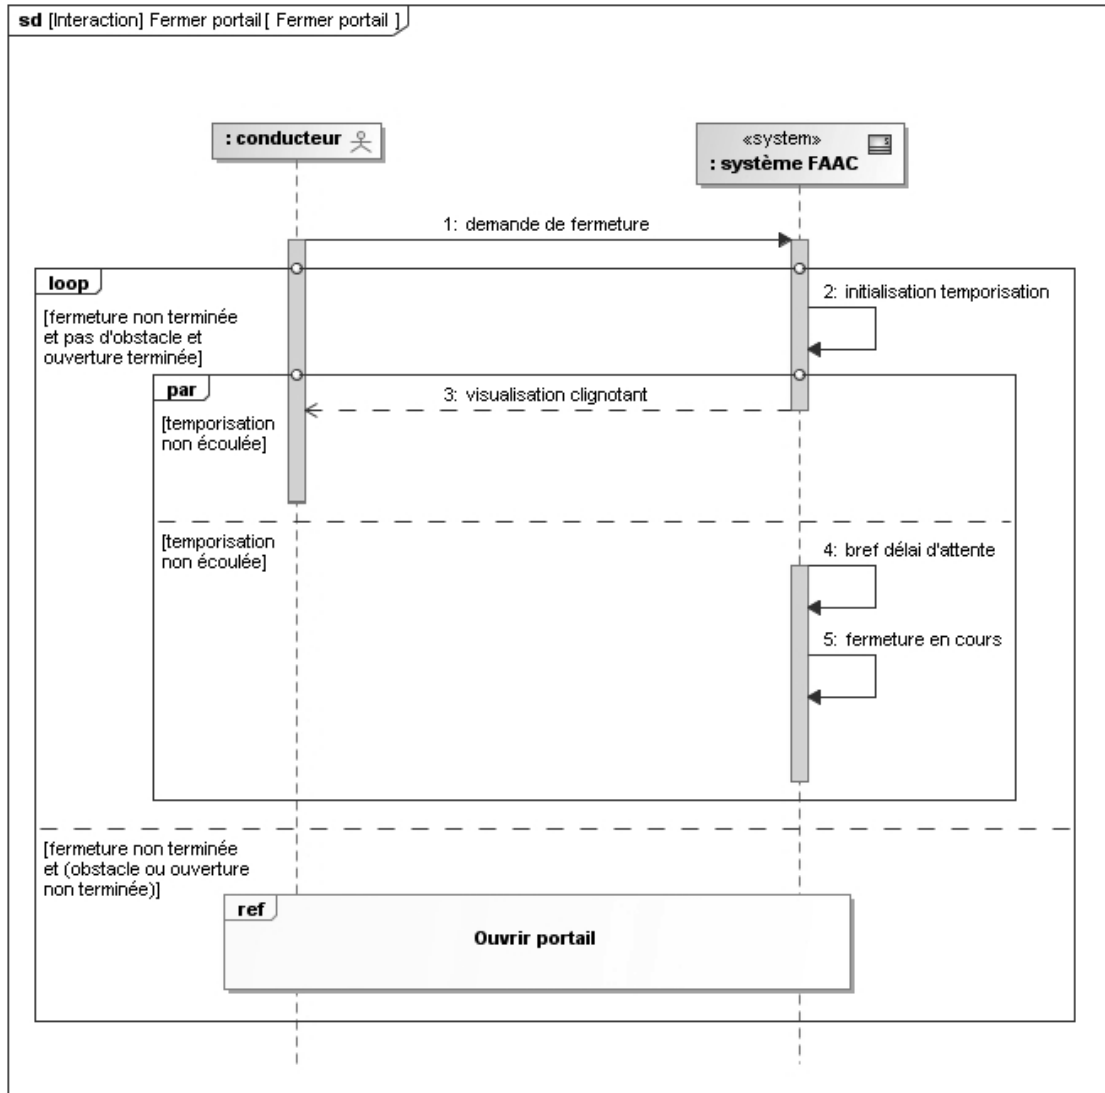 sd [Interaction] Fermer portail [ Fermer portail ]
: conducteur
«system»
: système FAAC
1: demande de fermeture
loop
2: initialisation temporisation
[fermeture non terminée
et pas d'obstacle et
ouverture terminée]
par
3: visualisation clignotant
[temporisation
non écoulée]
[temporisation
non écoulée]
4: bref délai d'attente
5: fermeture en cours
[fermeture non terminée
et (obstacle ou ouverture
non terminée)]
ref
Ouvrir portail